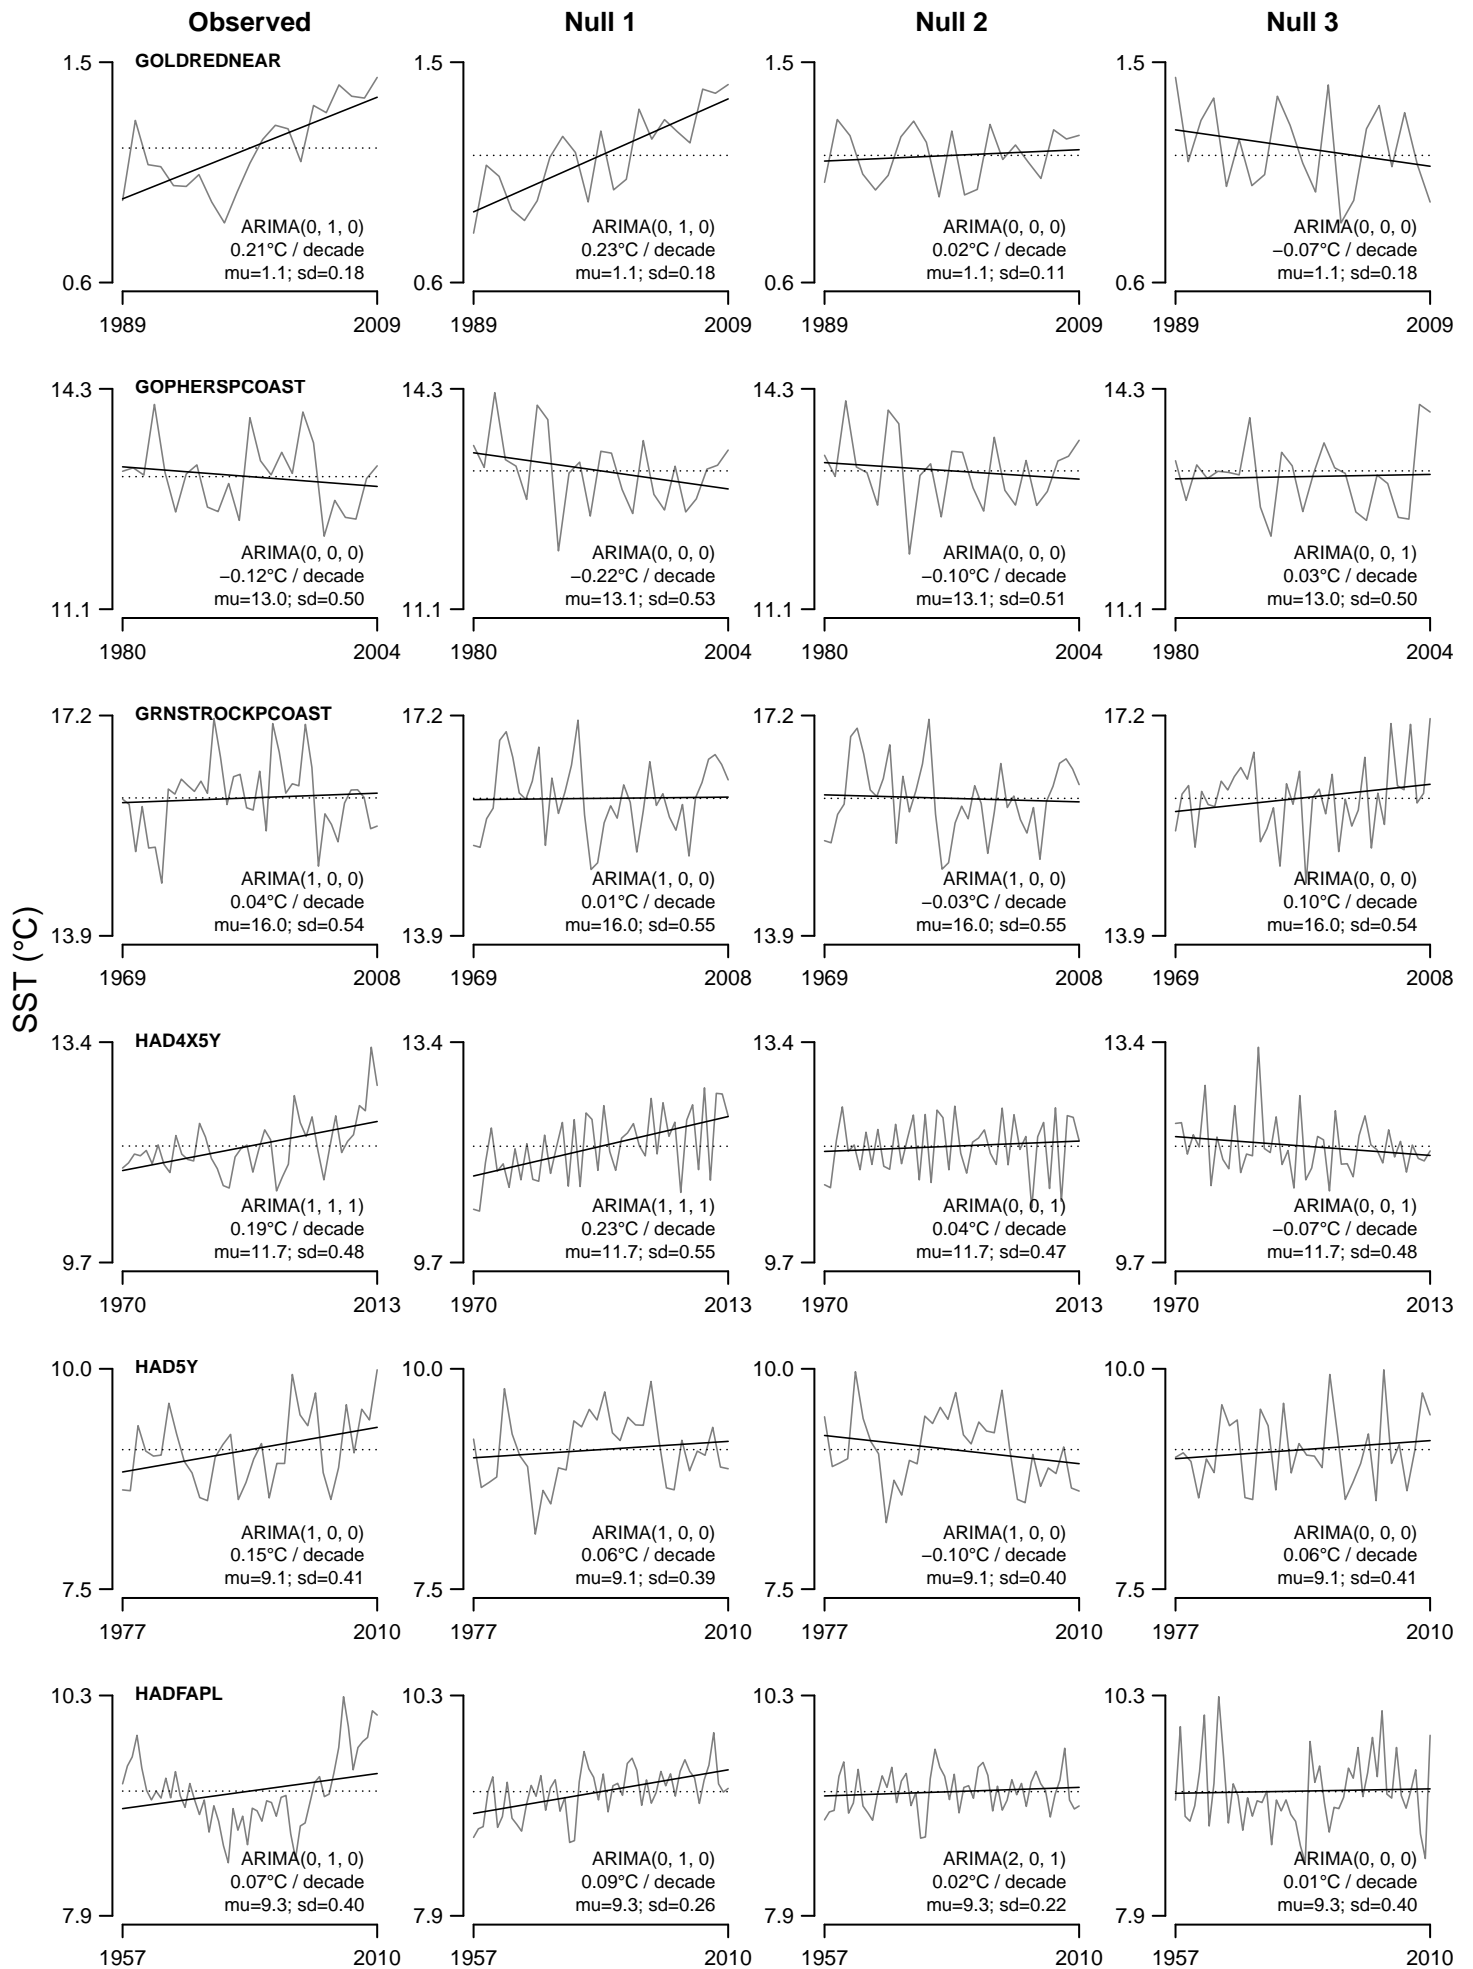 Observed
Null 1
Null 2
Null 3
SST (°C)
GOLDREDNEAR
1.5
0.6
ARIMA(0, 1, 0)
0.21°C / decade
mu=1.1; sd=0.18
1989
2009
1.5
0.6
ARIMA(0, 1, 0)
0.23°C / decade
mu=1.1; sd=0.18
1989
2009
1.5
0.6
ARIMA(0, 0, 0)
0.02°C / decade
mu=1.1; sd=0.11
1989
2009
1.5
0.6
ARIMA(0, 0, 0)
−0.07°C / decade
mu=1.1; sd=0.18
1989
2009
GOPHERSPCOAST
14.3
11.1
ARIMA(0, 0, 0)
−0.12°C / decade
mu=13.0; sd=0.50
1980
2004
14.3
11.1
ARIMA(0, 0, 0)
−0.22°C / decade
mu=13.1; sd=0.53
1980
2004
14.3
11.1
ARIMA(0, 0, 0)
−0.10°C / decade
mu=13.1; sd=0.51
1980
2004
14.3
11.1
ARIMA(0, 0, 1)
0.03°C / decade
mu=13.0; sd=0.50
1980
2004
GRNSTROCKPCOAST
17.2
13.9
ARIMA(1, 0, 0)
0.04°C / decade
mu=16.0; sd=0.54
1969
2008
17.2
13.9
ARIMA(1, 0, 0)
0.01°C / decade
mu=16.0; sd=0.55
1969
2008
17.2
13.9
ARIMA(1, 0, 0)
−0.03°C / decade
mu=16.0; sd=0.55
1969
2008
17.2
13.9
ARIMA(0, 0, 0)
0.10°C / decade
mu=16.0; sd=0.54
1969
2008
HAD4X5Y
13.4
9.7
ARIMA(1, 1, 1)
0.19°C / decade
mu=11.7; sd=0.48
1970
2013
13.4
9.7
ARIMA(1, 1, 1)
0.23°C / decade
mu=11.7; sd=0.55
1970
2013
13.4
9.7
ARIMA(0, 0, 1)
0.04°C / decade
mu=11.7; sd=0.47
1970
2013
13.4
9.7
ARIMA(0, 0, 1)
−0.07°C / decade
mu=11.7; sd=0.48
1970
2013
HAD5Y
10.0
7.5
ARIMA(1, 0, 0)
0.15°C / decade
mu=9.1; sd=0.41
1977
2010
10.0
7.5
ARIMA(1, 0, 0)
0.06°C / decade
mu=9.1; sd=0.39
1977
2010
10.0
7.5
ARIMA(1, 0, 0)
−0.10°C / decade
mu=9.1; sd=0.40
1977
2010
10.0
7.5
ARIMA(0, 0, 0)
0.06°C / decade
mu=9.1; sd=0.41
1977
2010
HADFAPL
10.3
7.9
ARIMA(0, 1, 0)
0.07°C / decade
mu=9.3; sd=0.40
1957
2010
10.3
7.9
ARIMA(0, 1, 0)
0.09°C / decade
mu=9.3; sd=0.26
1957
2010
10.3
7.9
ARIMA(2, 0, 1)
0.02°C / decade
mu=9.3; sd=0.22
1957
2010
10.3
7.9
ARIMA(0, 0, 0)
0.01°C / decade
mu=9.3; sd=0.40
1957
2010